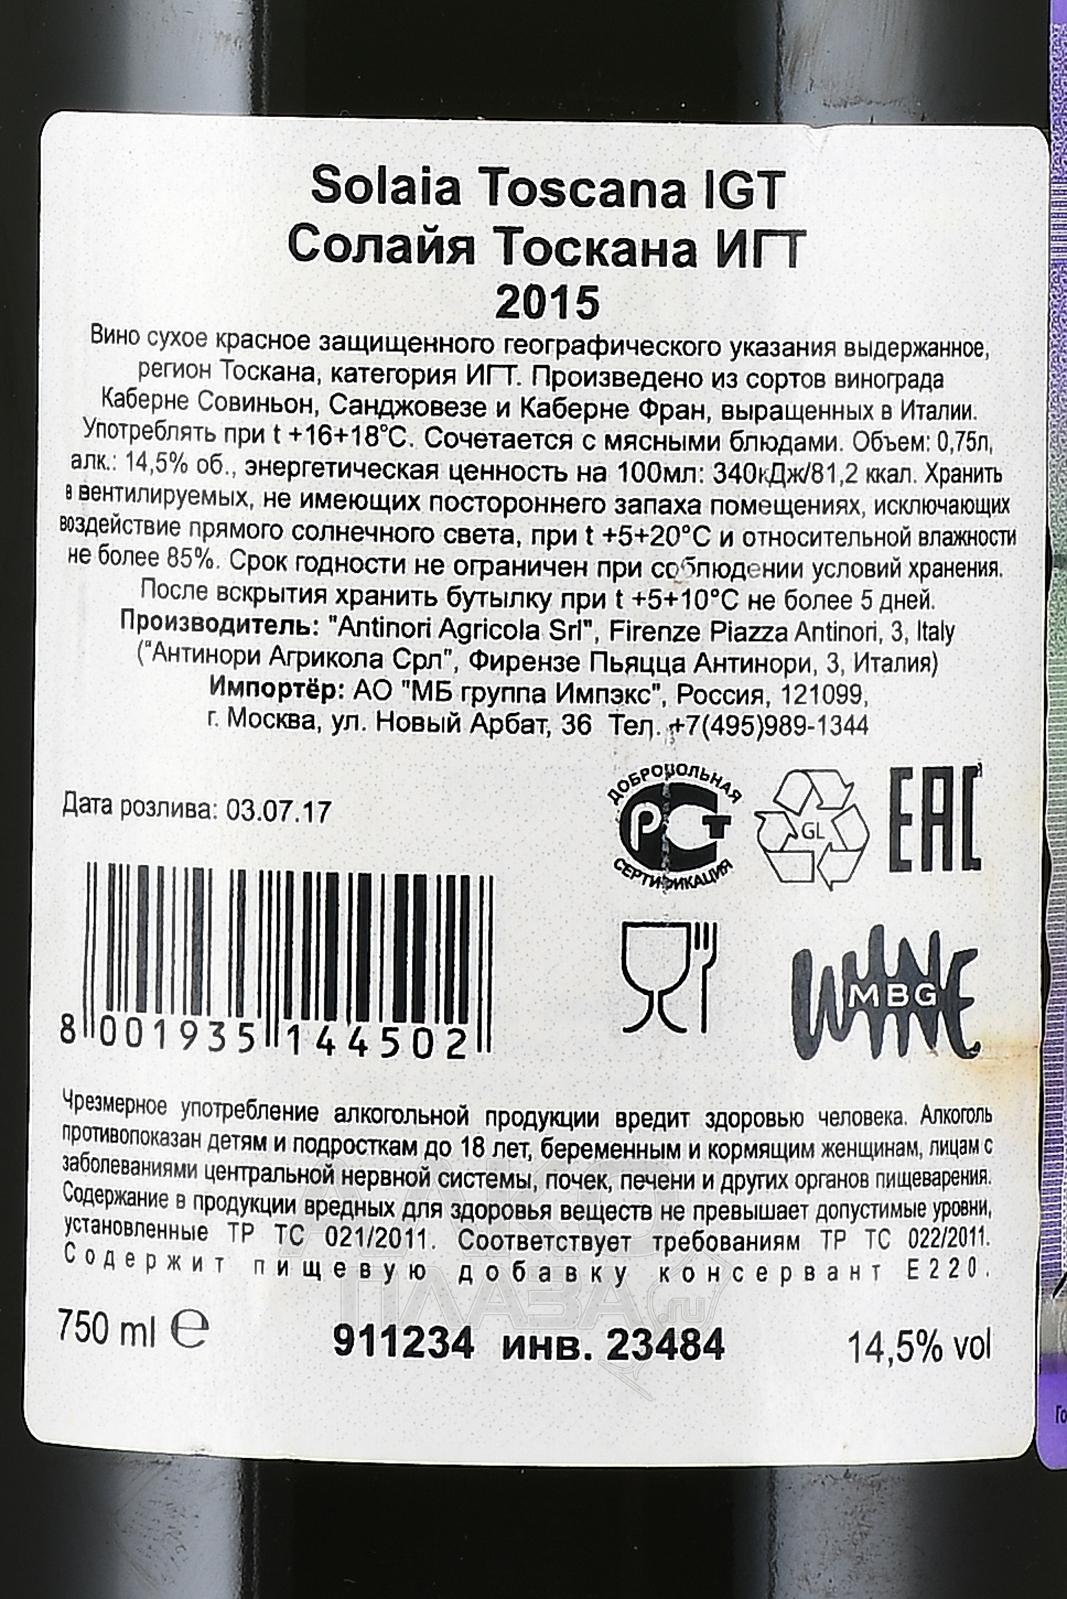 Solaia Toscana IGT
Солайя Тоскана ИГТ
2015
Вино сухое красное защищенного географического указания выдержанное,
регион Тоскана, категория ИГТ. Произведено из сортов винограда
Каберне Совиньон, Санджовезе и Каберне Фран, выращенных в Италии.
Употреблять при t +16+18°С. Сочетается с мясными блюдами. Объем: 0,75л,
алк.: 14,5% об., энергетическая ценность на 100мл: 340кДж/81,2 ккал. Хранить
в вентилируемых, не имеющих постороннего запаха помещениях, исключающих
воздействие прямого солнечного света, при t +5+20°С и относительной влажности
не более 85%. Срок годности не ограничен при соблюдении условий хранения.
После вскрытия хранить бутылку при t +5+10°С не более 5 дней.
Производитель: "Antinori Agricola Srl", Firenze Piazza Antinori, 3, Italy
("Антинори Агрикола Срл", Фирензе Пьяцца Антинори, 3, Италия)
Импортёр: АО "МБ группа Импэкс", Россия, 121099,
г. Москва, ул. Новый Арбат, 36 Тел. +7(495)989-1344
Дата розлива: 03.07.17
ДОБРОВОЛЬНАЯ
РСТ
СЕРТИФИКАЦИЯ
GL
EAC
8 001935 144502
WINE
MBG
Чрезмерное употребление алкогольной продукции вредит здоровью человека. Алкоголь
противопоказан детям и подросткам до 18 лет, беременным и кормящим женщинам, лицам с
заболеваниями центральной нервной системы, почек, печени и других органов пищеварения.
Содержание в продукции вредных для здоровья веществ не превышает допустимые уровни,
установленные ТР ТС 021/2011. Соответствует требованиям ТР ТС 022/2011.
Содержит пищевую добавку консервант Е220.
АЛКО
ПЛАЗА.ru
750 ml ℮
911234 инв. 23484
14,5% vol